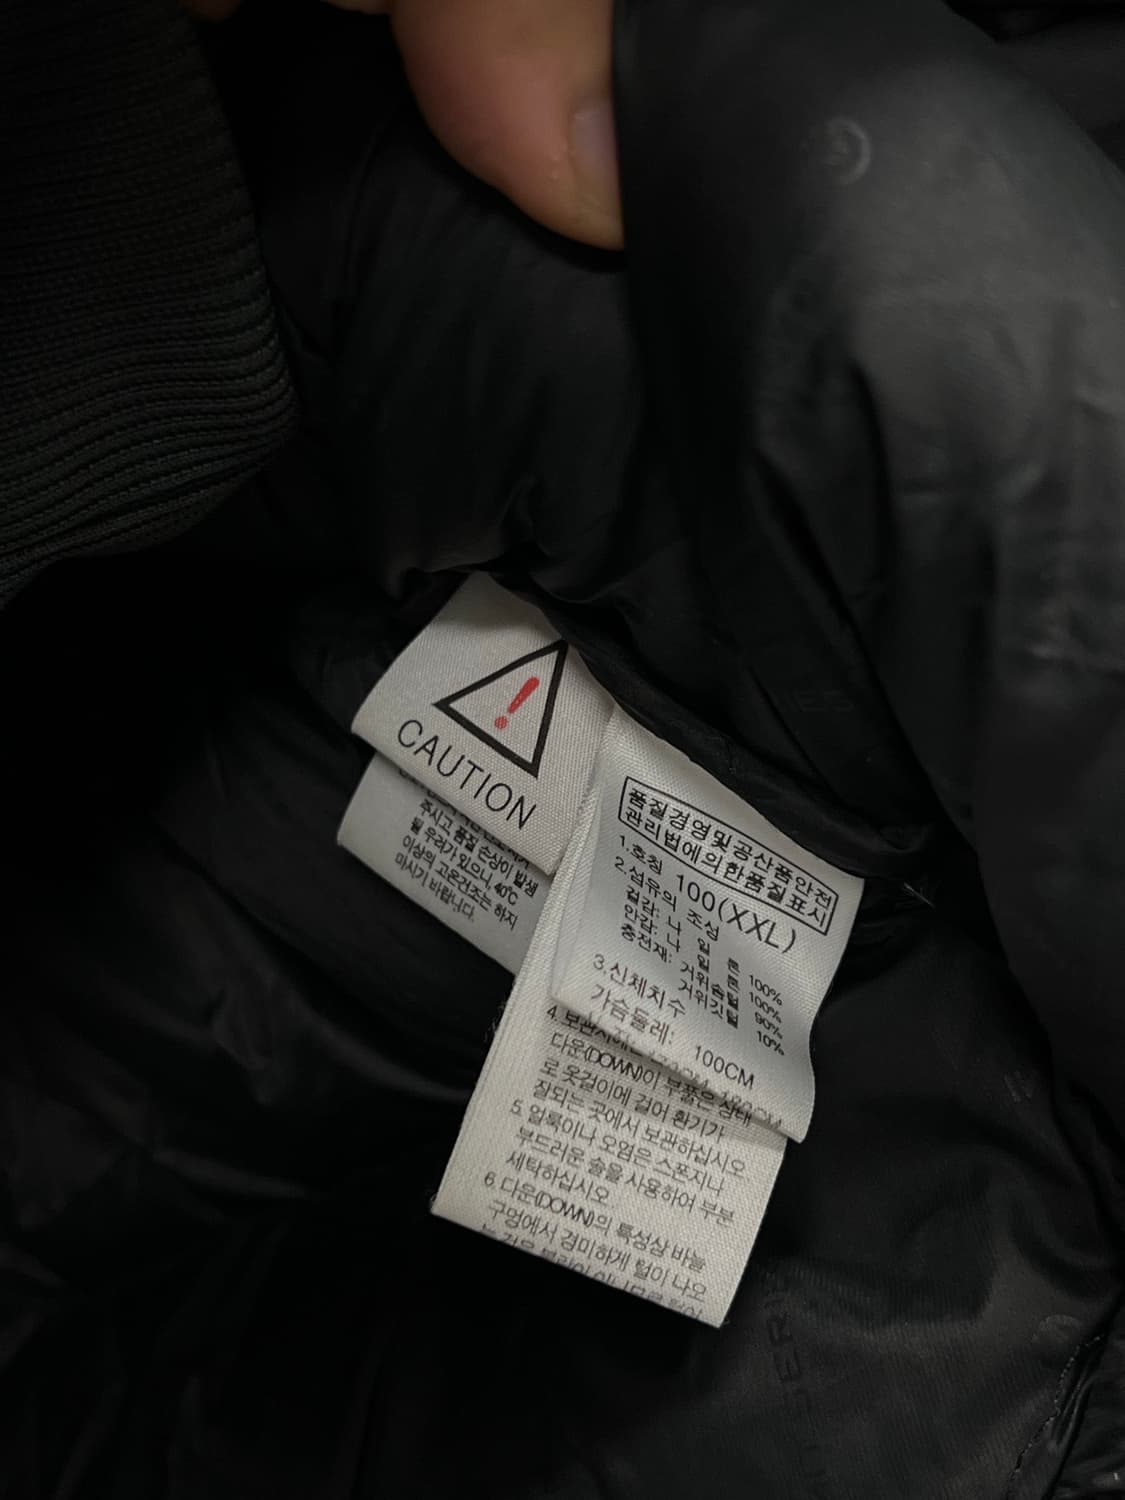 CAUTION
주시고 품질 손상이 발생
될 우려가 있으니, 40℃
이상의 고온건조는 하지
마시기 바랍니다.
품질경영및공산품안전
관리법에의한품질표시
1.호칭 100(XXL)
2.섬유의 조성
겉감: 나 일 론 100%
안감: 나 일 론 100%
충전재: 거위솜털 90%
거위깃털 10%
3.신체치수
가슴둘레: 100CM
4.보관시에는
다운(DOWN)이 부풀은 상태
로 옷걸이에 걸어 환기가
잘되는 곳에서 보관하십시오.
5. 얼룩이나 오염은 스폰지나
부드러운 솔을 사용하여 부분
세탁하십시오
6. 다운(DOWN)의 특성상 바늘
구멍에서 경미하게 털이 나오